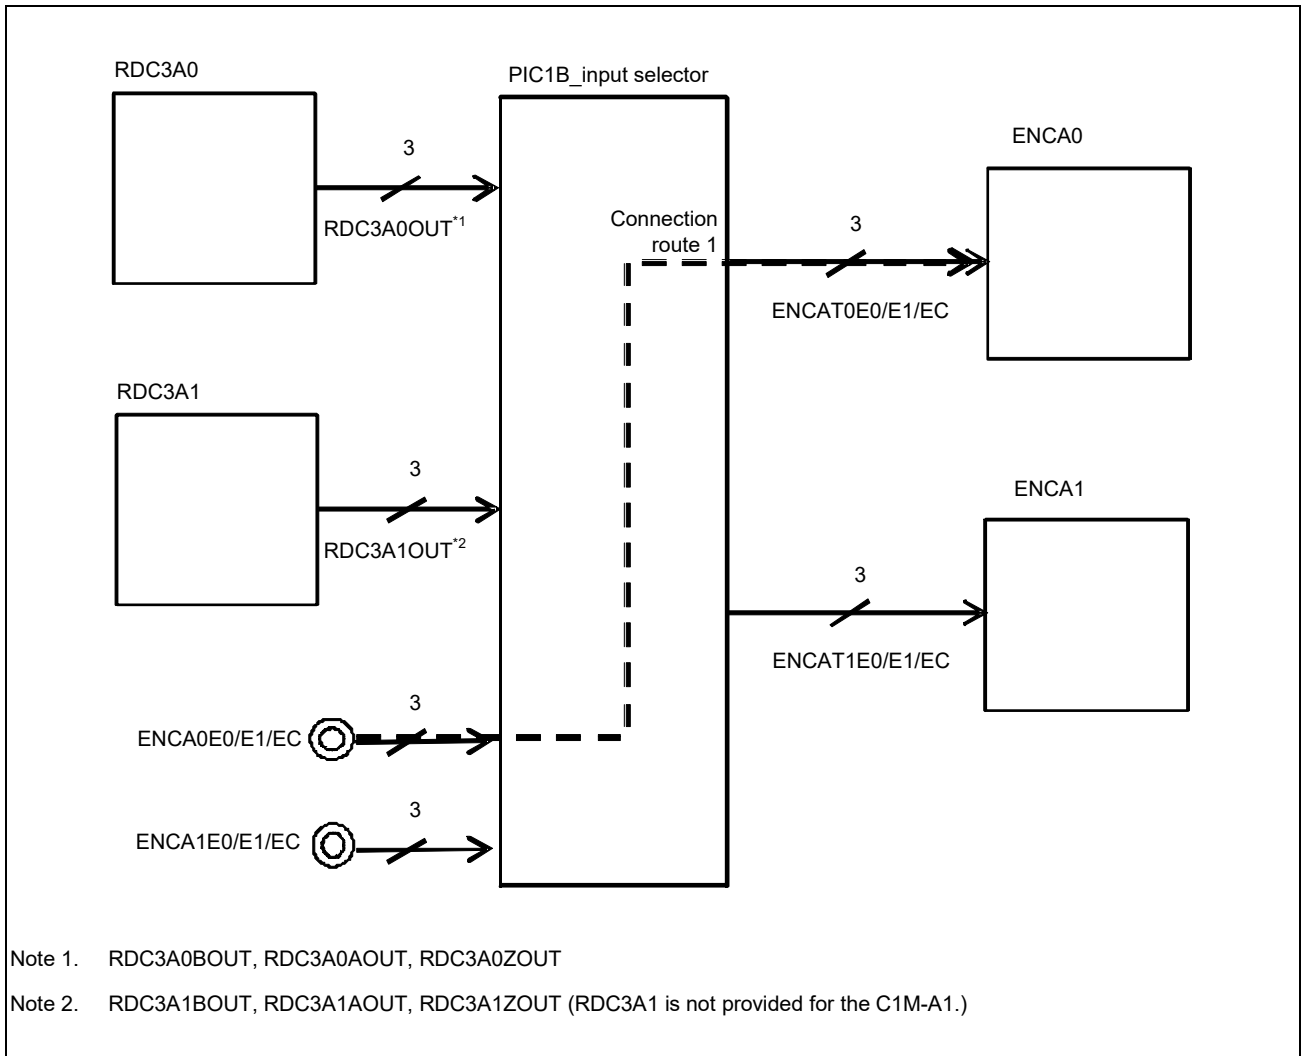 RDC3A0
PIC1B_input selector
3
RDC3A0OUT*1
ENCA0
Connection
route 1
3
ENCAT0E0/E1/EC
RDC3A1
3
RDC3A1OUT*2
ENCA1
3
ENCAT1E0/E1/EC
3
ENCA0E0/E1/EC
3
ENCA1E0/E1/EC
Note 1. RDC3A0BOUT, RDC3A0AOUT, RDC3A0ZOUT
Note 2. RDC3A1BOUT, RDC3A1AOUT, RDC3A1ZOUT (RDC3A1 is not provided for the C1M-A1.)